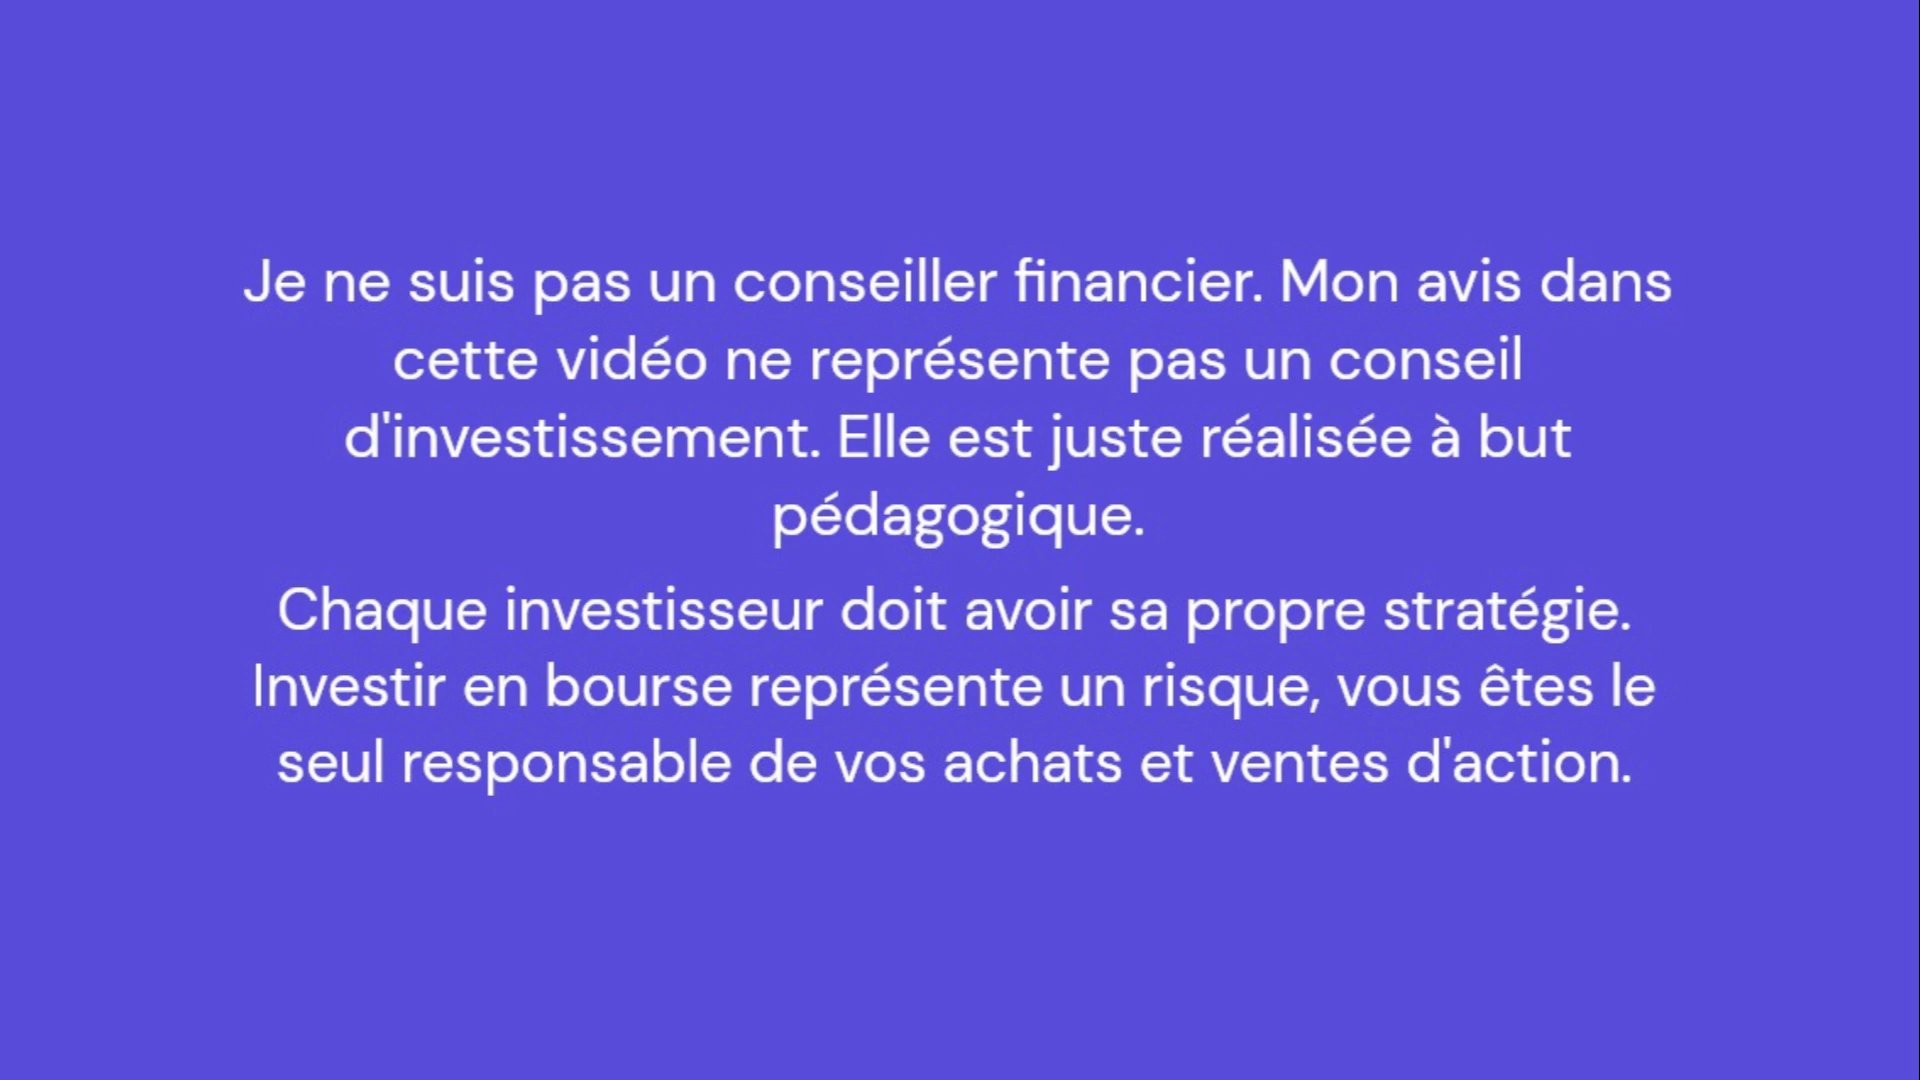 Je ne suis pas un conseiller financier. Mon avis dans
cette vidéo ne représente pas un conseil
d'investissement. Elle est juste réalisée à but
pédagogique.
Chaque investisseur doit avoir sa propre stratégie.
Investir en bourse représente un risque, vous êtes le
seul responsable de vos achats et ventes d'action.